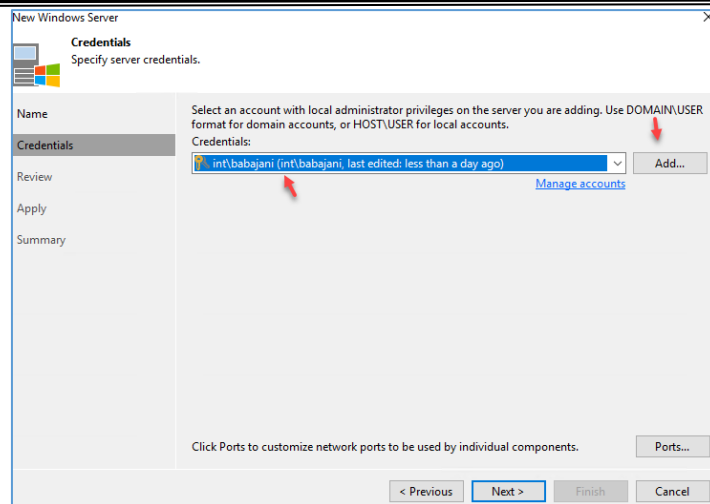 New Windows Server
Credentials
Specify server credentials.
Name
Credentials
Review
Apply
Summary
Select an account with local administrator privileges on the server you are adding. Use DOMAIN\USER
format for domain accounts, or HOST\USER for local accounts.
Credentials:
int\babajani (int\babajani, last edited: less than a day ago)
Add...
Manage accounts
Click Ports to customize network ports to be used by individual components.
Ports...
< Previous
Next >
Finish
Cancel